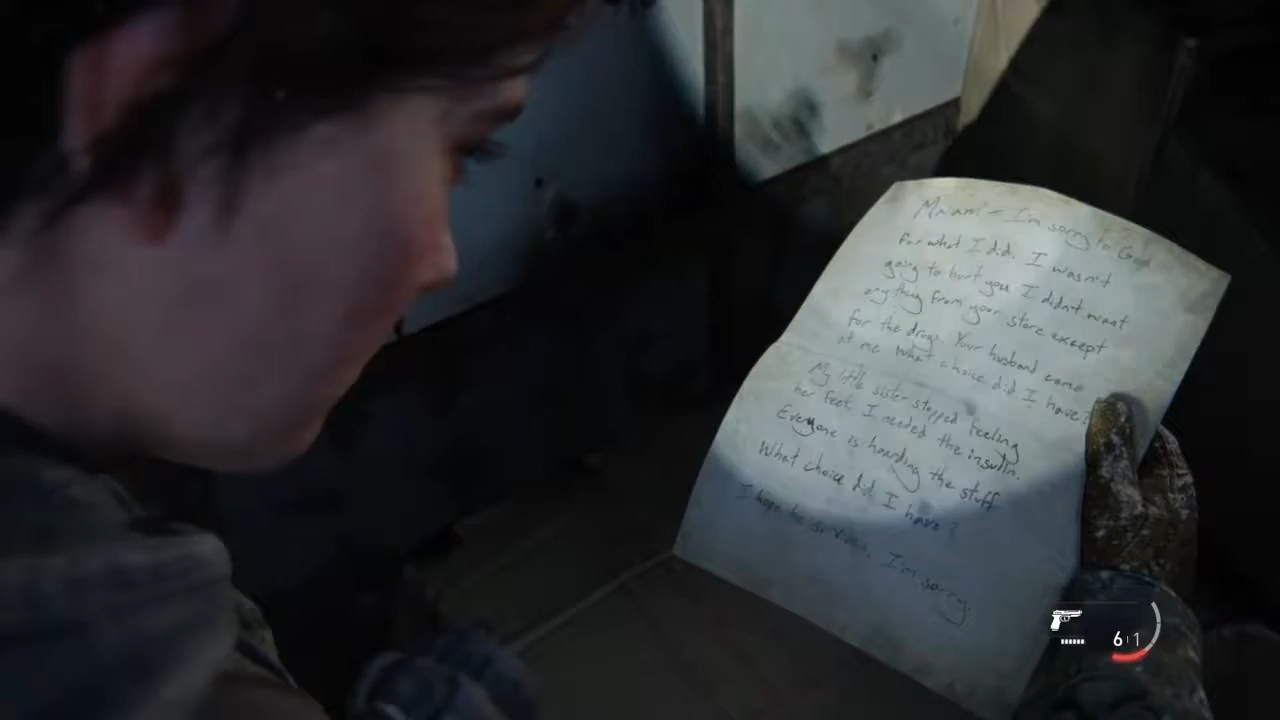 Ma'am - I'm sorry to God
for what I did. I wasn't
going to hurt you. I didn't want
anything from your store except
for the drugs. Your husband came
at me. What choice did I have?
My little sister stopped feeling
her feet. I needed the insulin.
Everyone is hoarding the stuff.
What choice did I have?
I hope he survives. I'm sorry.
6 1